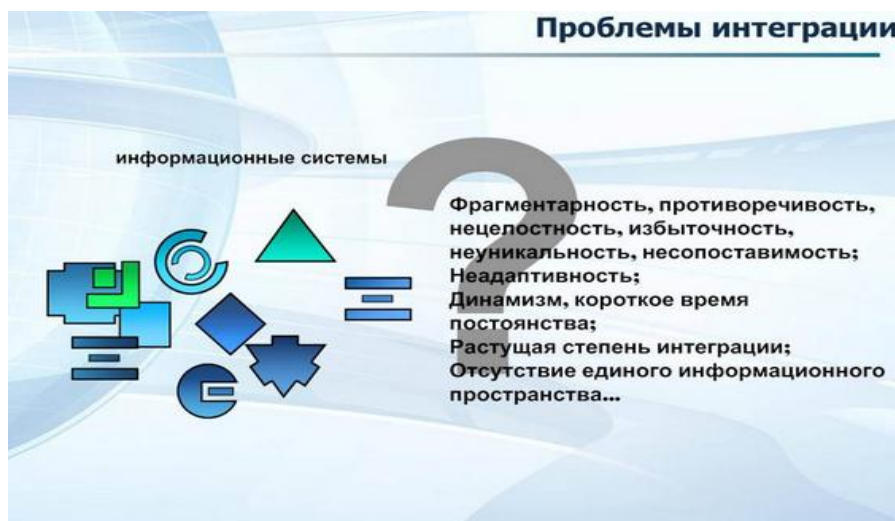 Проблемы интеграции
информационные системы
?
Фрагментарность, противоречивость,
нецелостность, избыточность,
неуникальность, несопоставимость;
Неадаптивность;
Динамизм, короткое время
постоянства;
Растущая степень интеграции;
Отсутствие единого информационного
пространства...